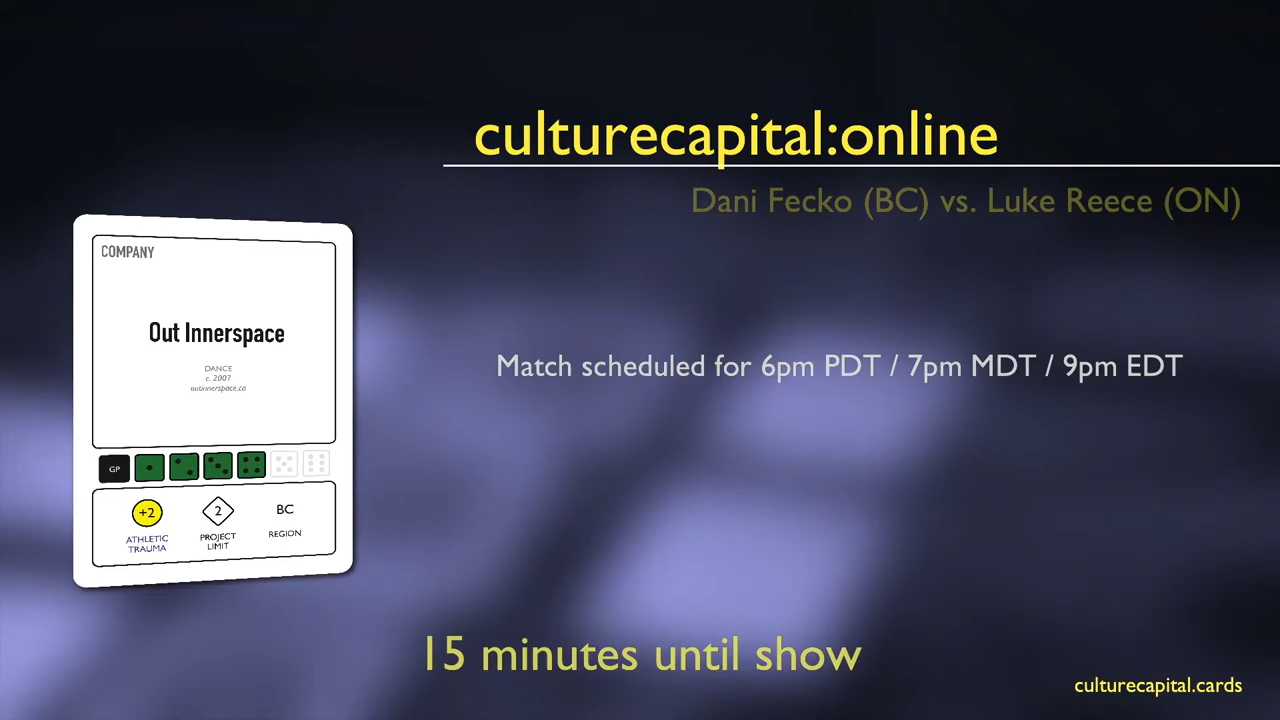 culturecapital:online
Dani Fecko (BC) vs. Luke Reece (ON)
COMPANY
Out Innerspace
DANCE
c. 2007
outinnerspace.ca
Match scheduled for 6pm PDT / 7pm MDT / 9pm EDT
GP
+2
2
BC
ATHLETIC
TRAUMA
PROJECT
LIMIT
REGION
15 minutes until show
culturecapital.cards